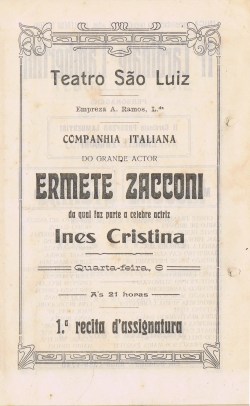 Teatro São Luiz
Empreza A. Ramos, L.da
COMPANHIA ITALIANA
DO GRANDE ACTOR
ERMETE ZACCONI
da qual faz parte a celebre actriz
Ines Cristina
Quarta-feira, 6
A's 21 horas
1.ª recita d'assignatura